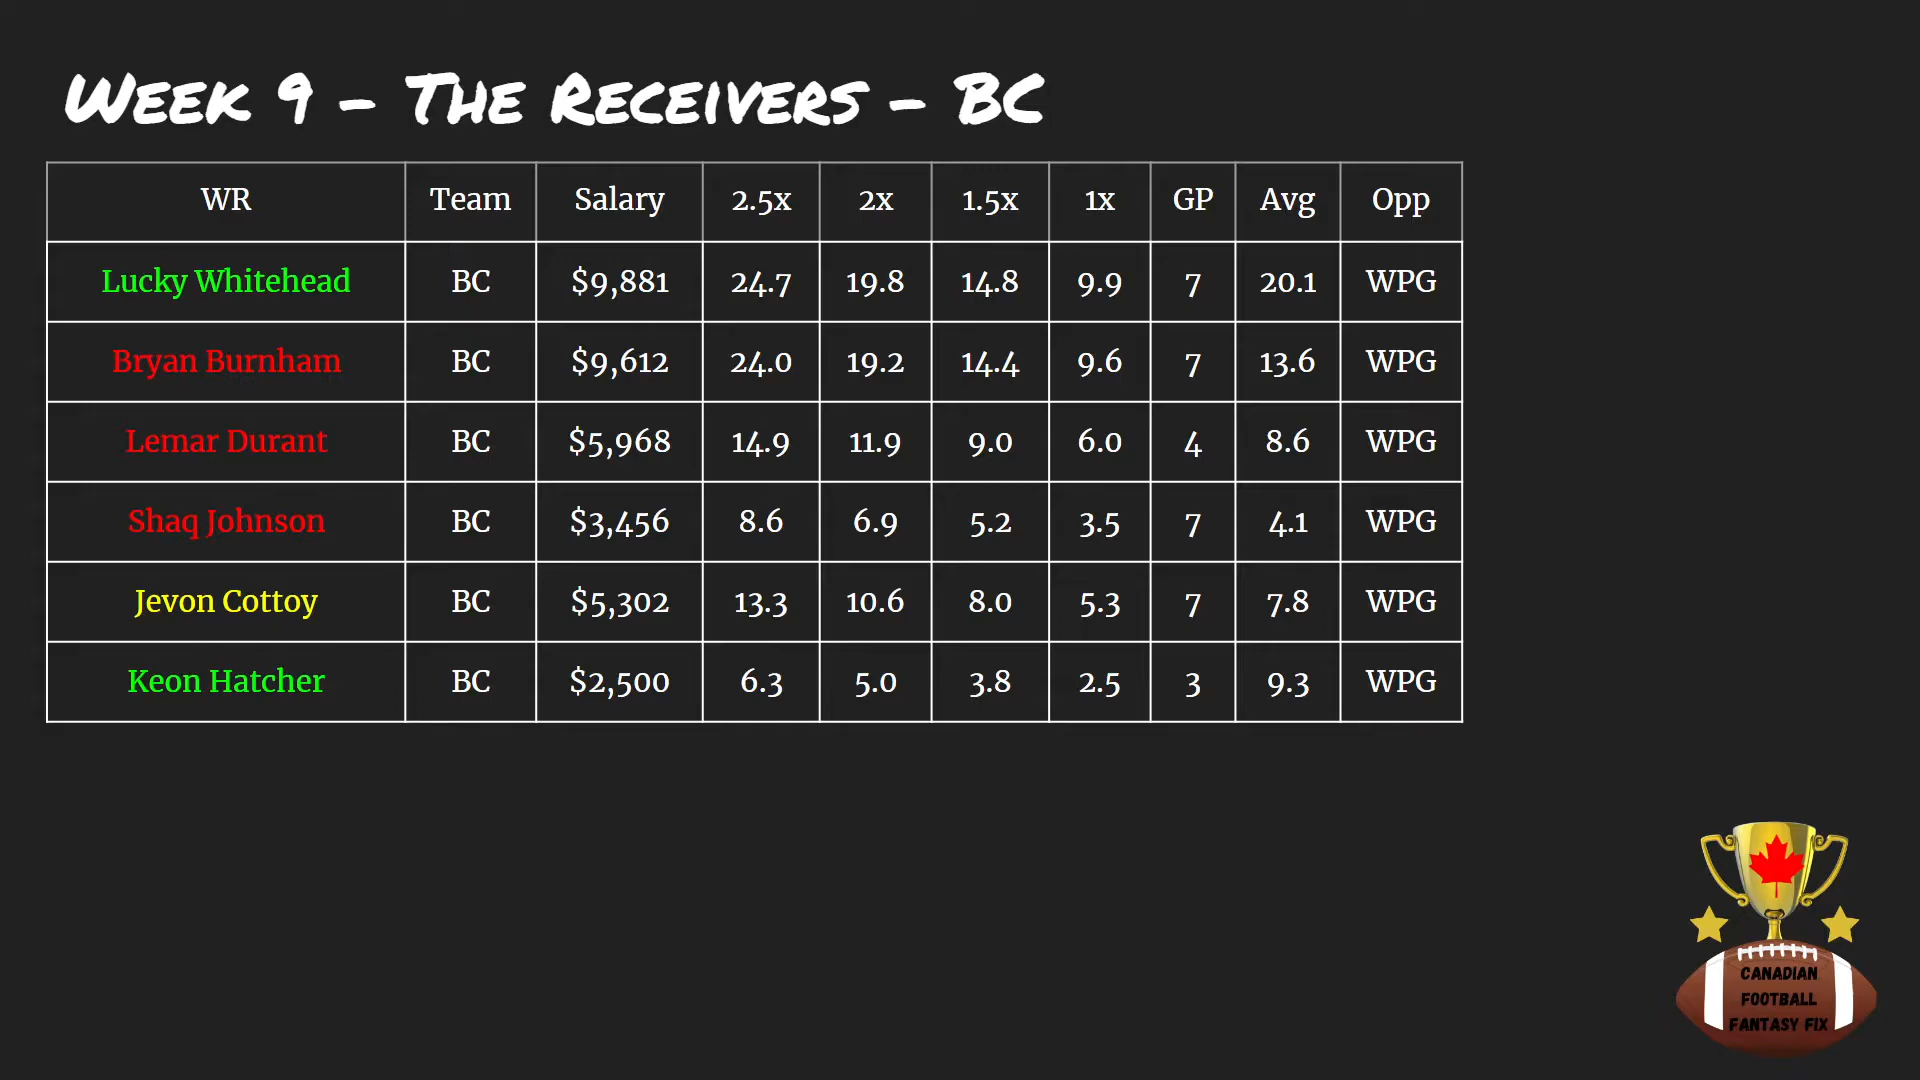 Week 9 - The Receivers - BC
WR Team Salary 2.5x 2x 1.5x 1x GP Avg Opp
Lucky Whitehead BC $9,881 24.7 19.8 14.8 9.9 7 20.1 WPG
Bryan Burnham BC $9,612 24.0 19.2 14.4 9.6 7 13.6 WPG
Lemar Durant BC $5,968 14.9 11.9 9.0 6.0 4 8.6 WPG
Shaq Johnson BC $3,456 8.6 6.9 5.2 3.5 7 4.1 WPG
Jevon Cottoy BC $5,302 13.3 10.6 8.0 5.3 7 7.8 WPG
Keon Hatcher BC $2,500 6.3 5.0 3.8 2.5 3 9.3 WPG
CANADIAN
FOOTBALL
FANTASY FIX